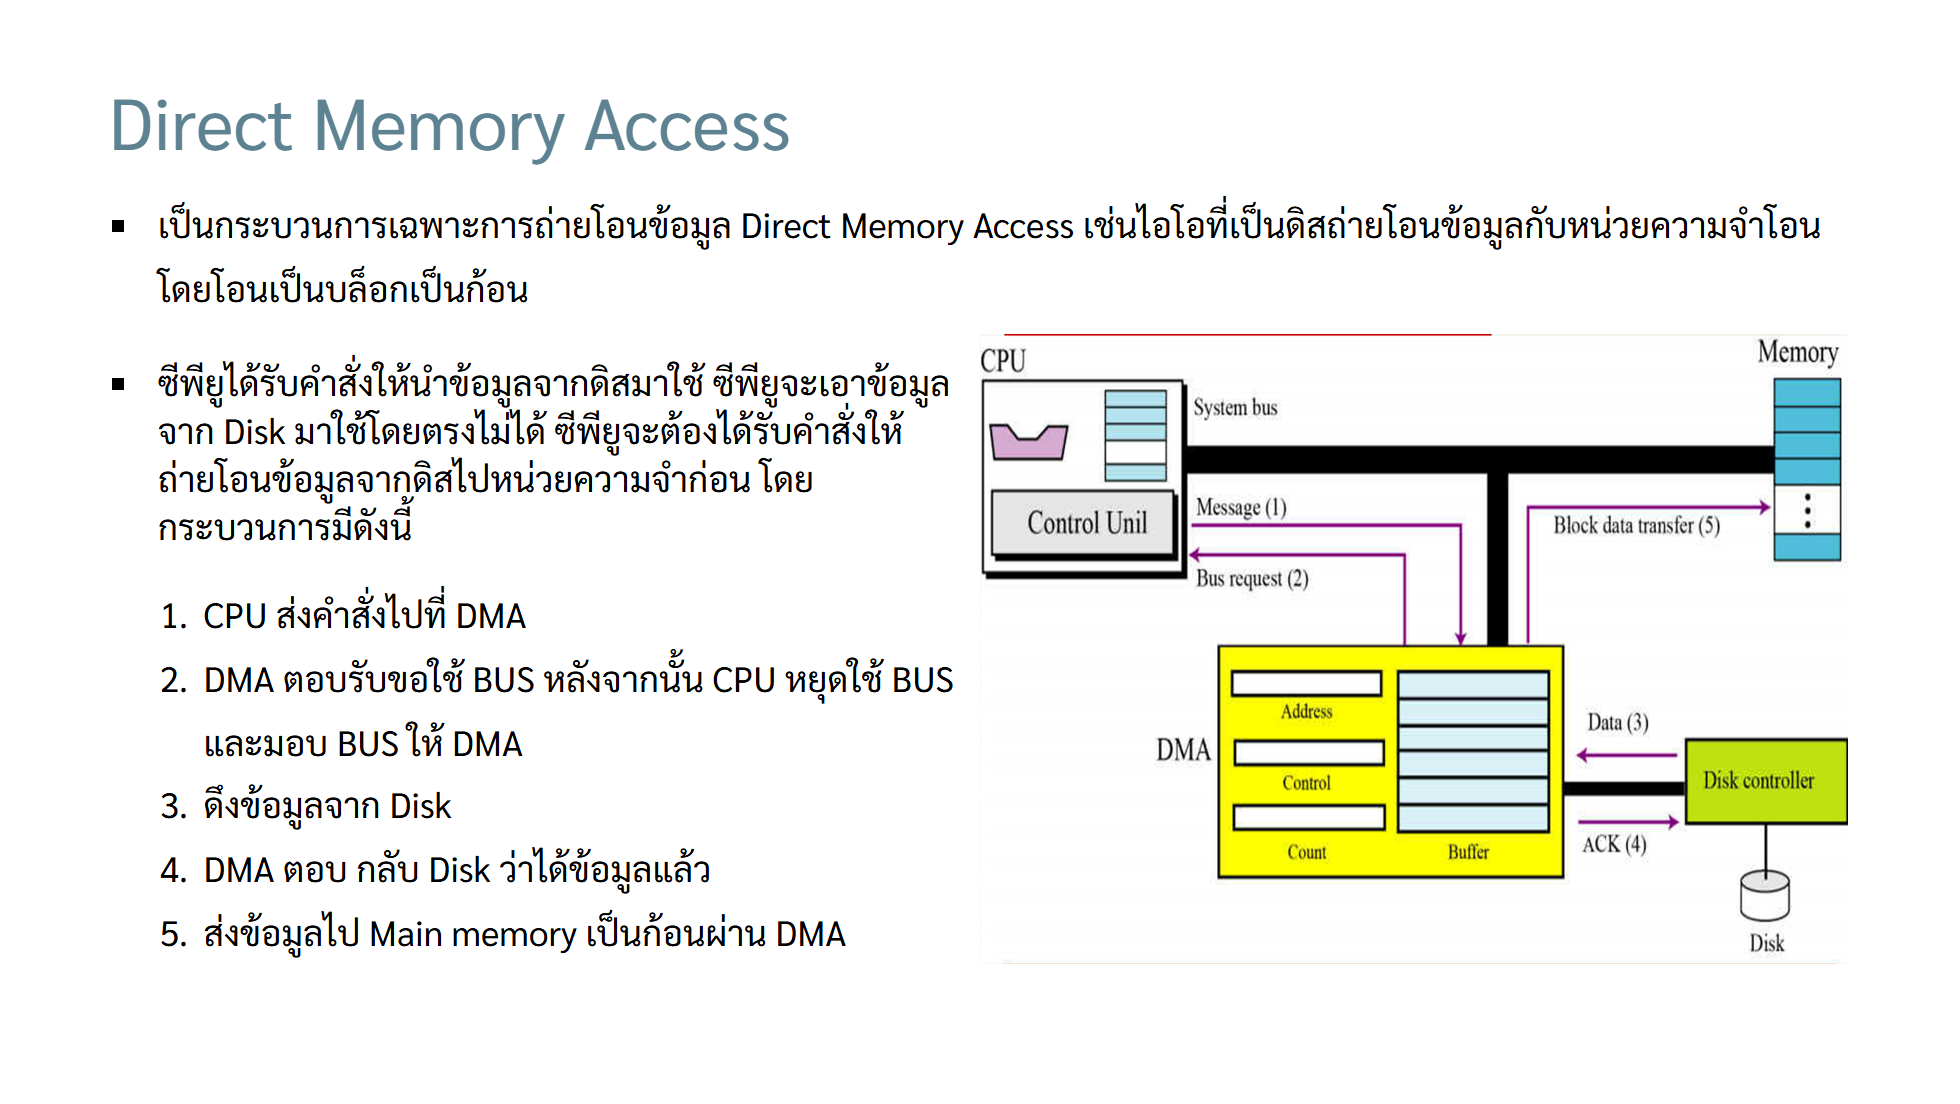 Direct Memory Access
▪ เป็นกระบวนการเฉพาะการถ่ายโอนข้อมูล Direct Memory Access เช่นไอโอที่เป็นดิสถ่ายโอนข้อมูลกับหน่วยความจำโอน
โดยโอนเป็นบล็อกเป็นก้อน
▪ ซีพียูได้รับคำสั่งให้นำข้อมูลจากดิสมาใช้ ซีพียูจะเอาข้อมูล
จาก Disk มาใช้โดยตรงไม่ได้ ซีพียูจะต้องได้รับคำสั่งให้
ถ่ายโอนข้อมูลจากดิสไปหน่วยความจำก่อน โดย
กระบวนการมีดังนี้
1. CPU ส่งคำสั่งไปที่ DMA
2. DMA ตอบรับขอใช้ BUS หลังจากนั้น CPU หยุดใช้ BUS
และมอบ BUS ให้ DMA
3. ดึงข้อมูลจาก Disk
4. DMA ตอบ กลับ Disk ว่าได้ข้อมูลแล้ว
5. ส่งข้อมูลไป Main memory เป็นก้อนผ่าน DMA
CPU
Memory
System bus
Control Unil
Message (1)
Bus request (2)
Block data transfer (5)
DMA
Address
Control
Count
Buffer
Data (3)
Disk controller
ACK (4)
Disk